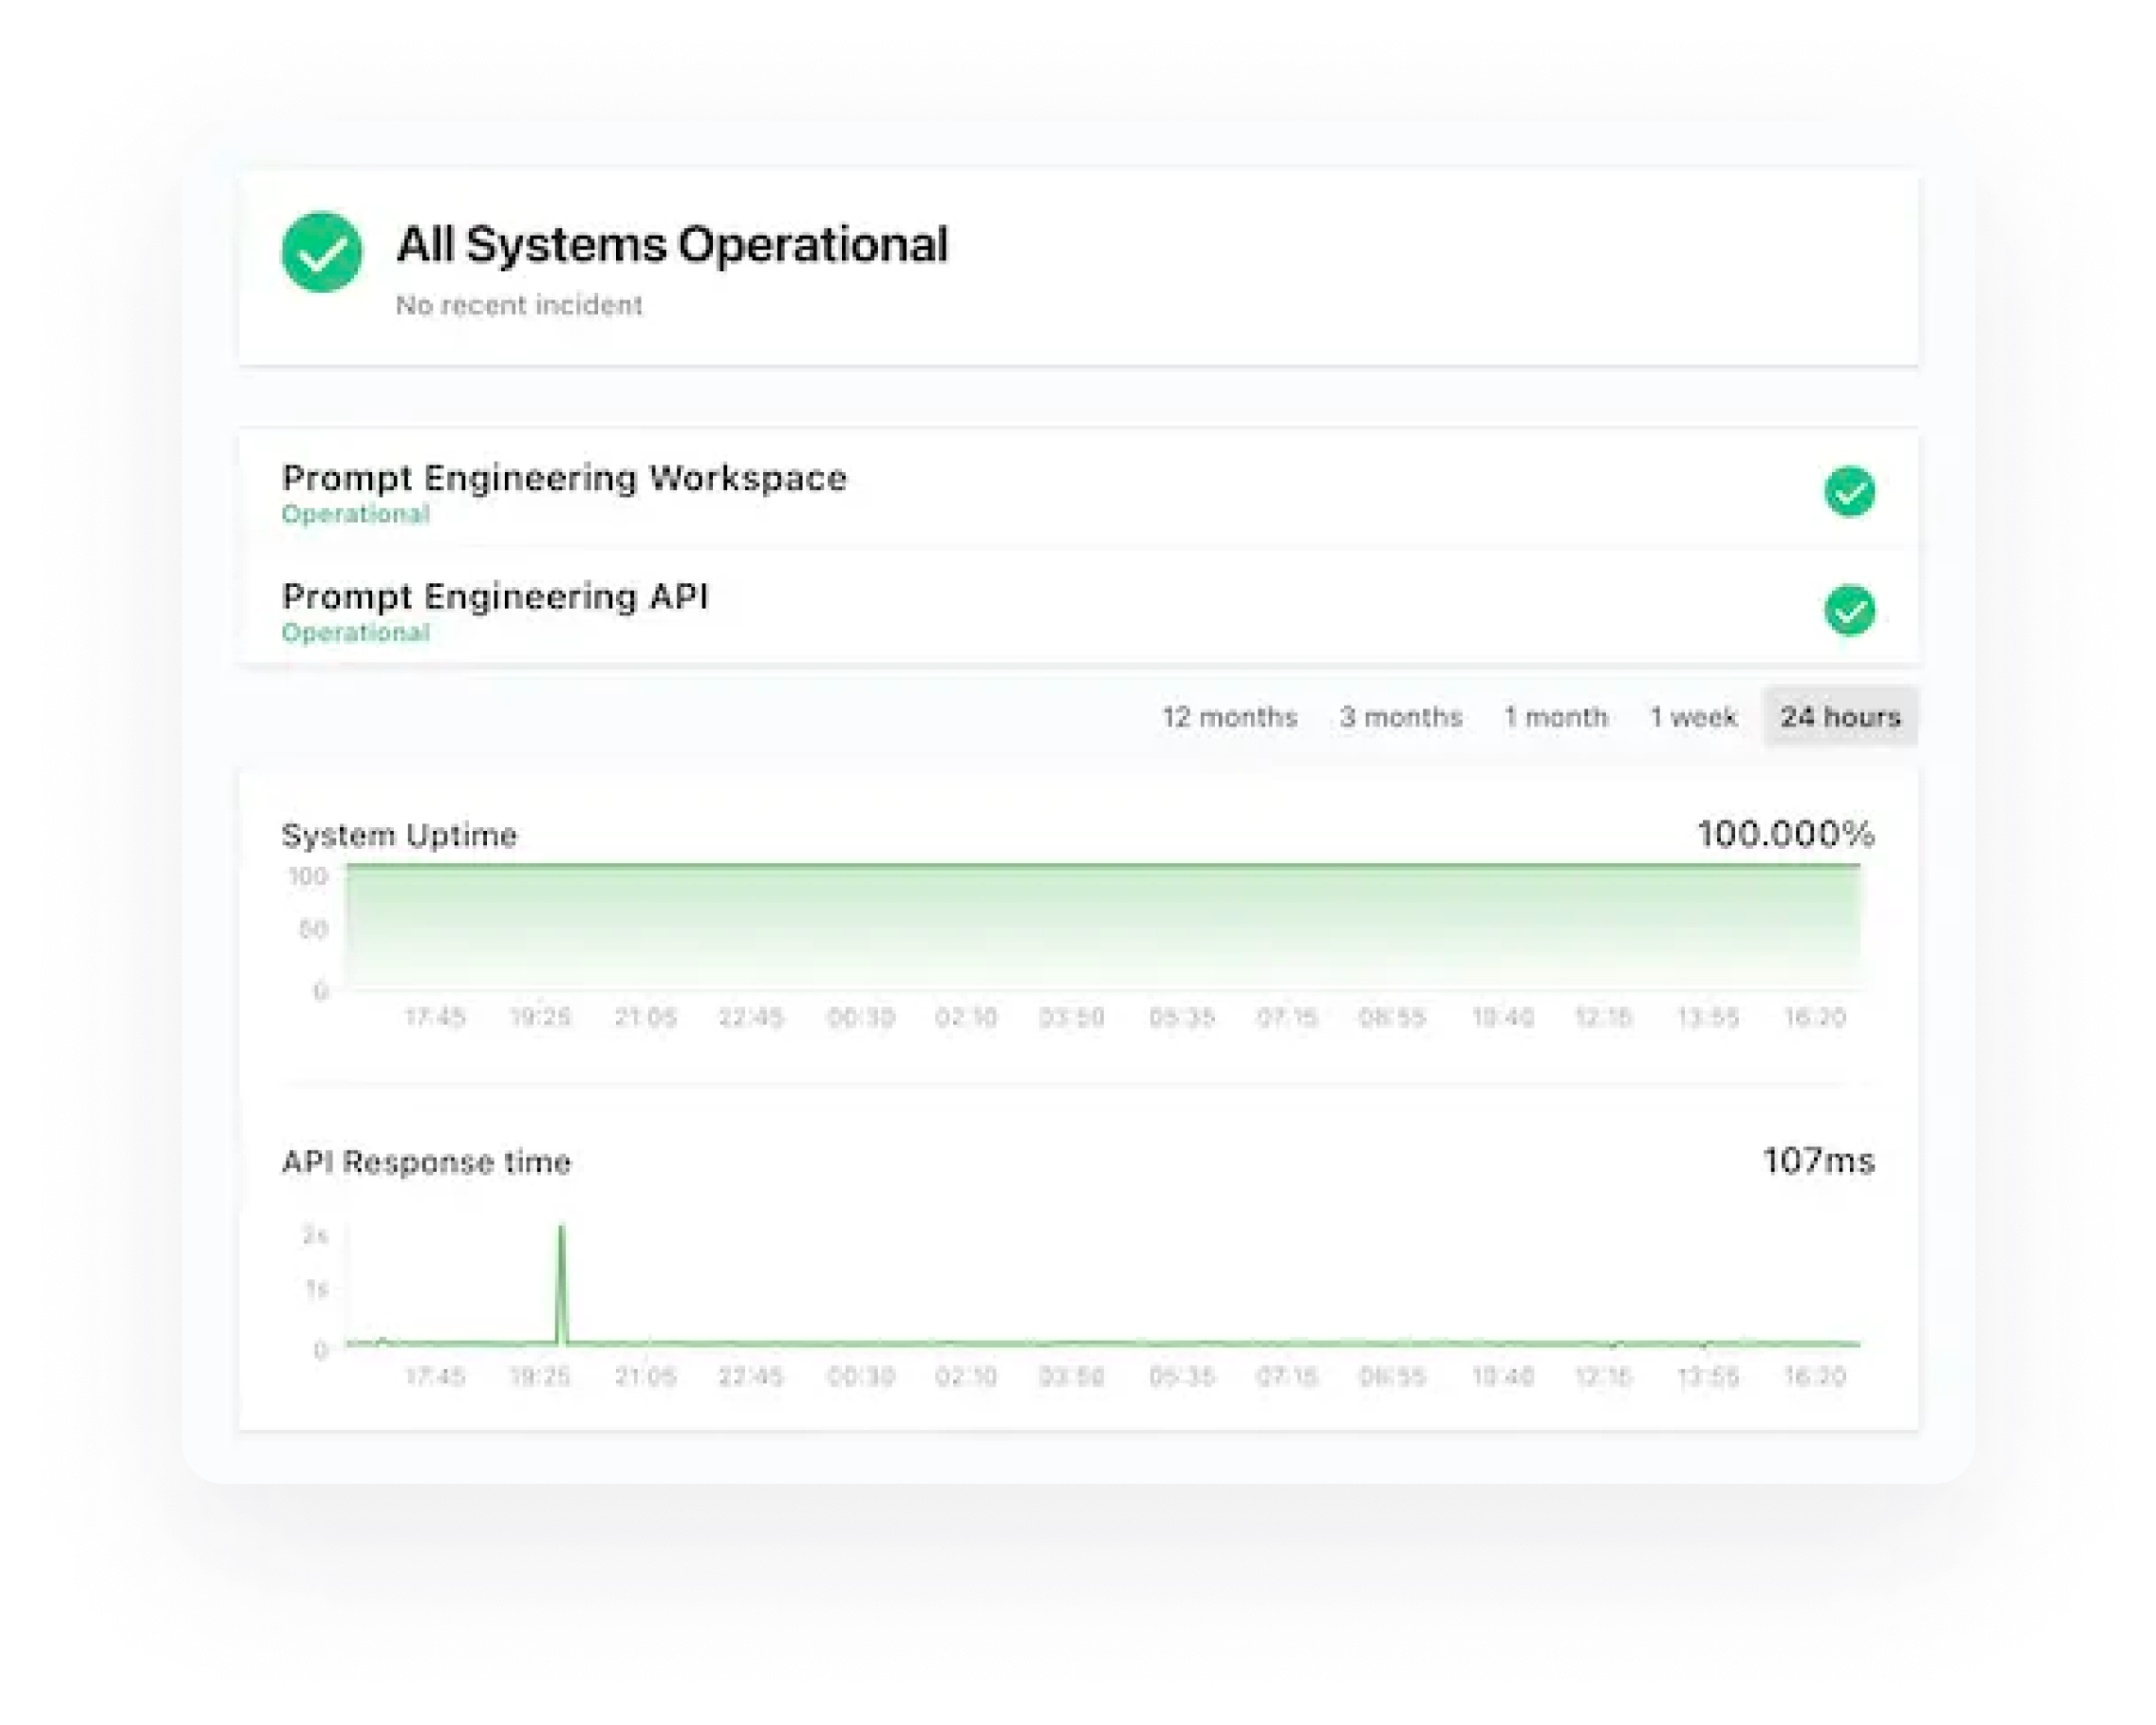 All Systems Operational
No recent incident
Prompt Engineering Workspace
Operational
Prompt Engineering API
Operational
12 months 3 months 1 month 1 week 24 hours
System Uptime 100.000%
100
50
0
17:45 19:25 21:05 22:45 00:30 02:10 03:50 05:35 07:15 08:55 10:40 12:15 13:55 16:20
API Response time 107ms
2s
1s
0
17:45 19:25 21:05 22:45 00:30 02:10 03:50 05:35 07:15 08:55 10:40 12:15 13:55 16:20